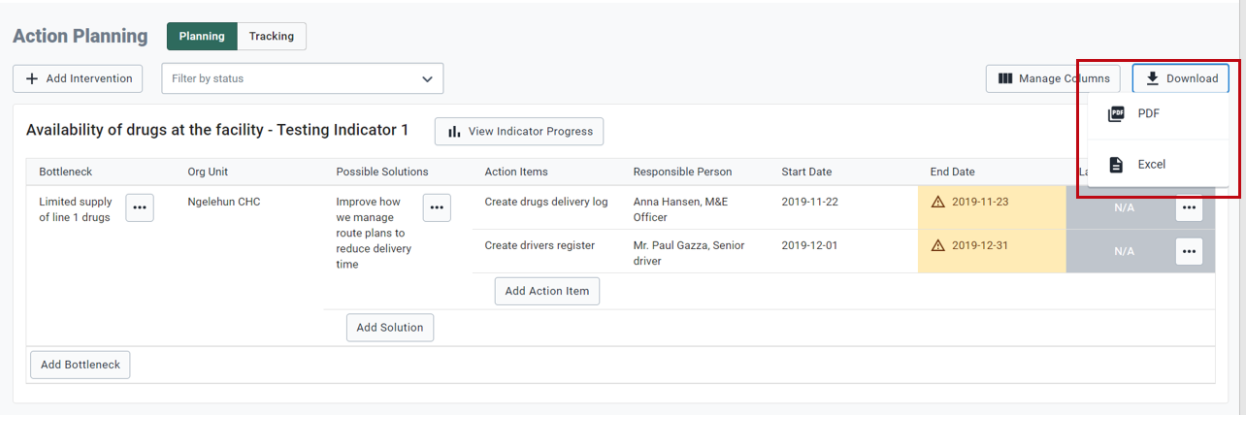 Action Planning
Planning
Tracking
Add Intervention
Filter by status
Manage Columns
Download
PDF
PDF
Excel
Availability of drugs at the facility - Testing Indicator 1
View Indicator Progress
Bottleneck
Org Unit
Possible Solutions
Action Items
Responsible Person
Start Date
End Date
Limited supply
of line 1 drugs
Ngelehun CHC
Improve how
we manage
route plans to
reduce delivery
time
Create drugs delivery log
Anna Hansen, M&E
Officer
2019-11-22
2019-11-23
N/A
Create drivers register
Mr. Paul Gazza, Senior
driver
2019-12-01
2019-12-31
N/A
Add Action Item
Add Solution
Add Bottleneck